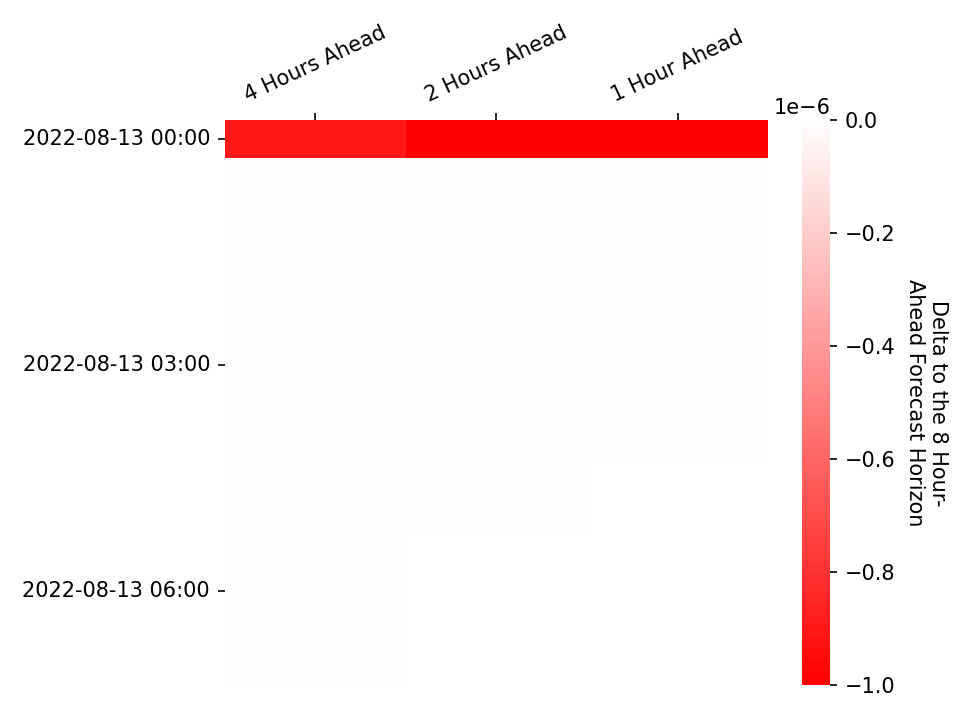 4 Hours Ahead
2 Hours Ahead
1 Hour Ahead
1e−6
2022-08-13 00:00
2022-08-13 03:00
2022-08-13 06:00
0.0
−0.2
−0.4
−0.6
−0.8
−1.0
Delta to the 8 Hour-
Ahead Forecast Horizon